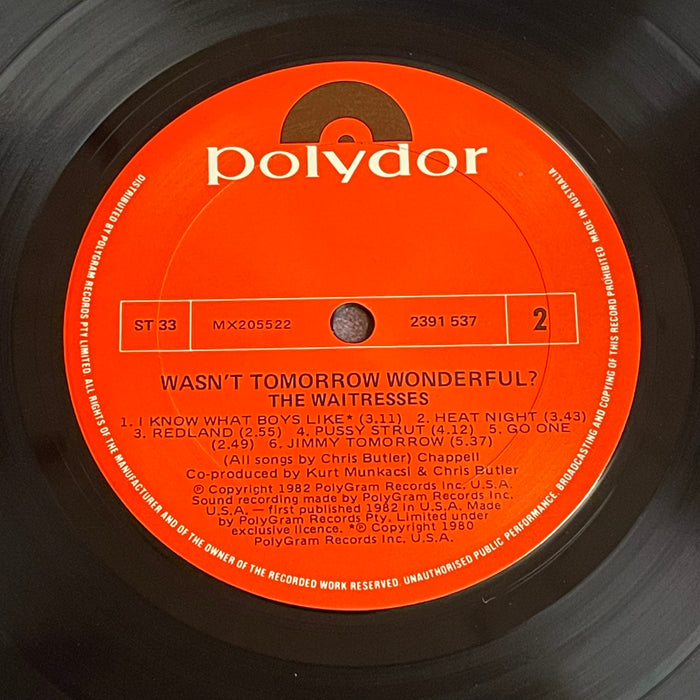 polydor
ST 33 MX205522 2391 537 2
WASN'T TOMORROW WONDERFUL?
THE WAITRESSES
1. I KNOW WHAT BOYS LIKE* (3.11) 2. HEAT NIGHT (3.43)
3. REDLAND (2.55) 4. PUSSY STRUT (4.12) 5. GO ONE
(2.49) 6. JIMMY TOMORROW (5.37)
(All songs by Chris Butler) Chappell
Co-produced by Kurt Munkacsl & Chris Butler
℗ Copyright 1982 PolyGram Records Inc. U.S.A.
Sound recording made by PolyGram Records Inc.
U.S.A. — first published 1982 in U.S.A. Made
by PolyGram Records Pty. Limited under
exclusive licence. *℗ Copyright 1980
PolyGram Records Inc. U.S.A.
DISTRIBUTED BY POLYGRAM RECORDS PTY LIMITED. ALL RIGHTS OF THE MANUFACTURER AND OF THE OWNER OF THE RECORDED WORK RESERVED. UNAUTHORISED PUBLIC PERFORMANCE, BROADCASTING AND COPYING OF THIS RECORD PROHIBITED. MADE IN AUSTRALIA